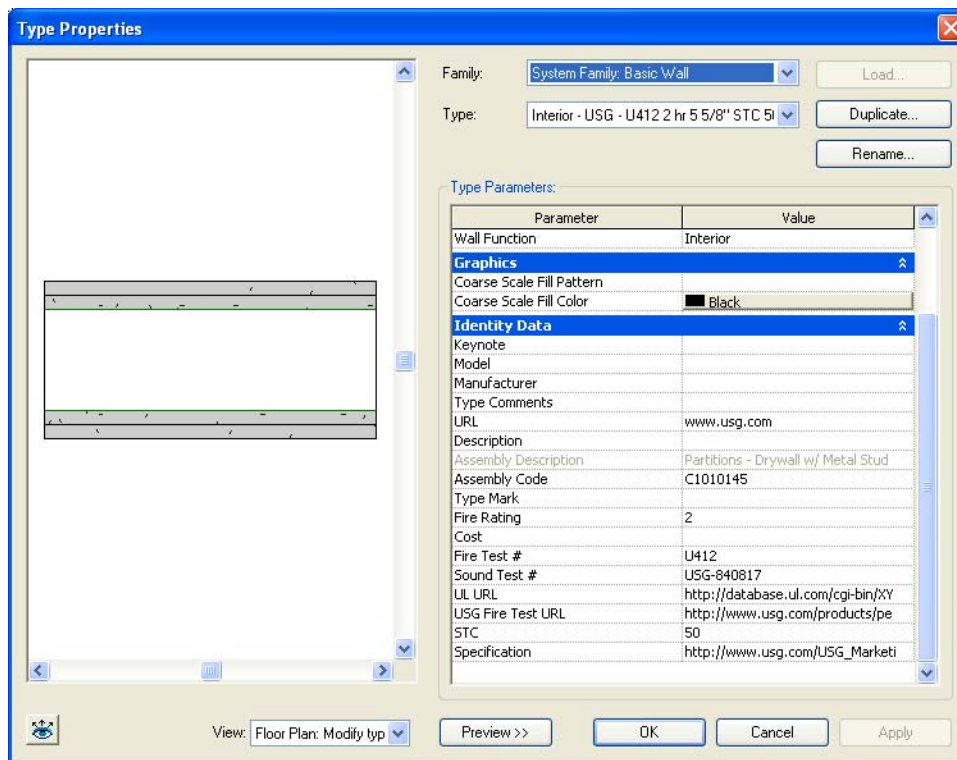 Type Properties
Family: System Family: Basic Wall Load...
Type: Interior - USG - U412 2 hr 5 5/8" STC 5 Duplicate...
Rename...
Type Parameters:
Parameter Value
Wall Function Interior
Graphics
Coarse Scale Fill Pattern
Coarse Scale Fill Color Black
Identity Data
Keynote
Model
Manufacturer
Type Comments
URL www.usg.com
Description
Assembly Description Partitions - Drywall w/ Metal Stud
Assembly Code C1010145
Type Mark
Fire Rating 2
Cost
Fire Test # U412
Sound Test # USG-840817
UL URL http://database.ul.com/cgi-bin/XY
USG Fire Test URL http://www.usg.com/products/pe
STC 50
Specification http://www.usg.com/USG_Marketi
View: Floor Plan: Modify typ Preview >> OK Cancel Apply